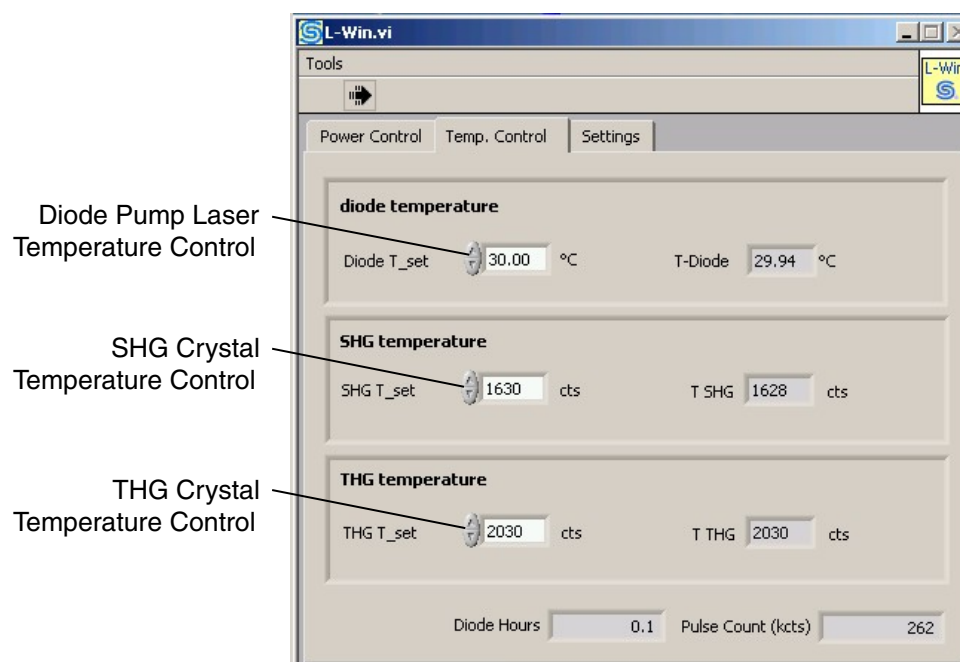 L-Win.vi
Tools
L-Win
Power Control Temp. Control Settings
diode temperature
Diode Pump Laser
Temperature Control
Diode T_set 30.00 °C T-Diode 29.94 °C
SHG temperature
SHG Crystal
Temperature Control
SHG T_set 1630 cts T SHG 1628 cts
THG temperature
THG Crystal
Temperature Control
THG T_set 2030 cts T THG 2030 cts
Diode Hours 0.1 Pulse Count (kcts) 262